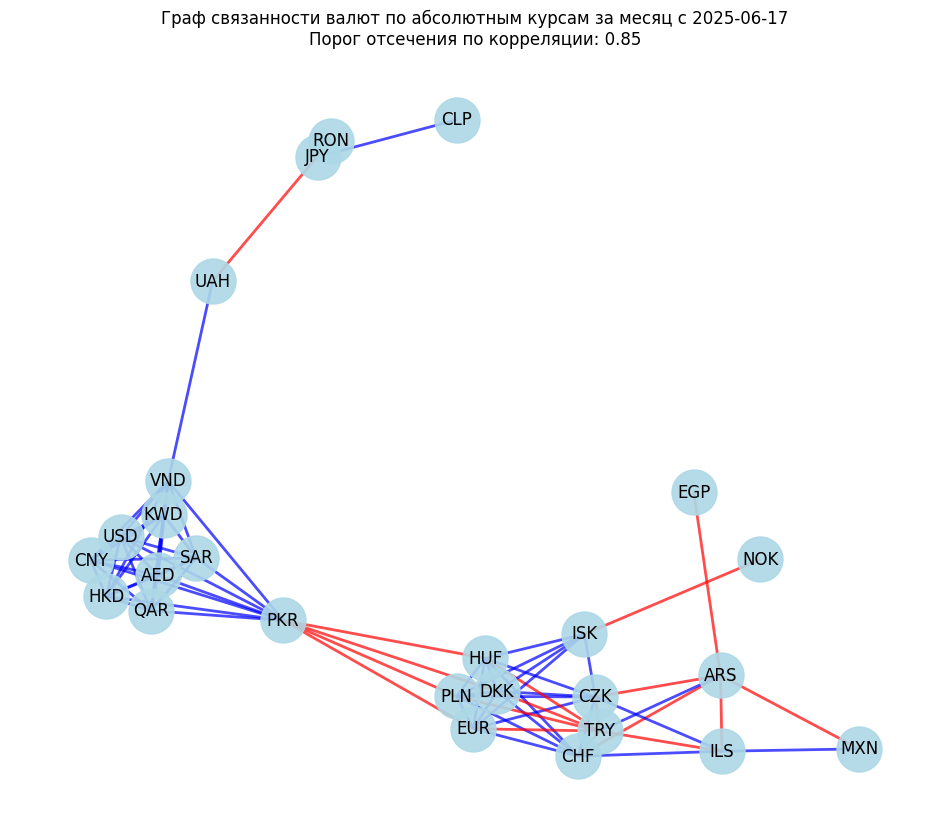 Граф связанности валют по абсолютным курсам за месяц с 2025-06-17
Порог отсечения по корреляции: 0.85
CLP
RON
JPY
UAH
VND
EGP
KWD
USD
SAR
NOK
CNY
AED
HKD
QAR
PKR
ISK
HUF
ARS
DKK
PLN
CZK
EUR
TRY
MXN
ILS
CHF